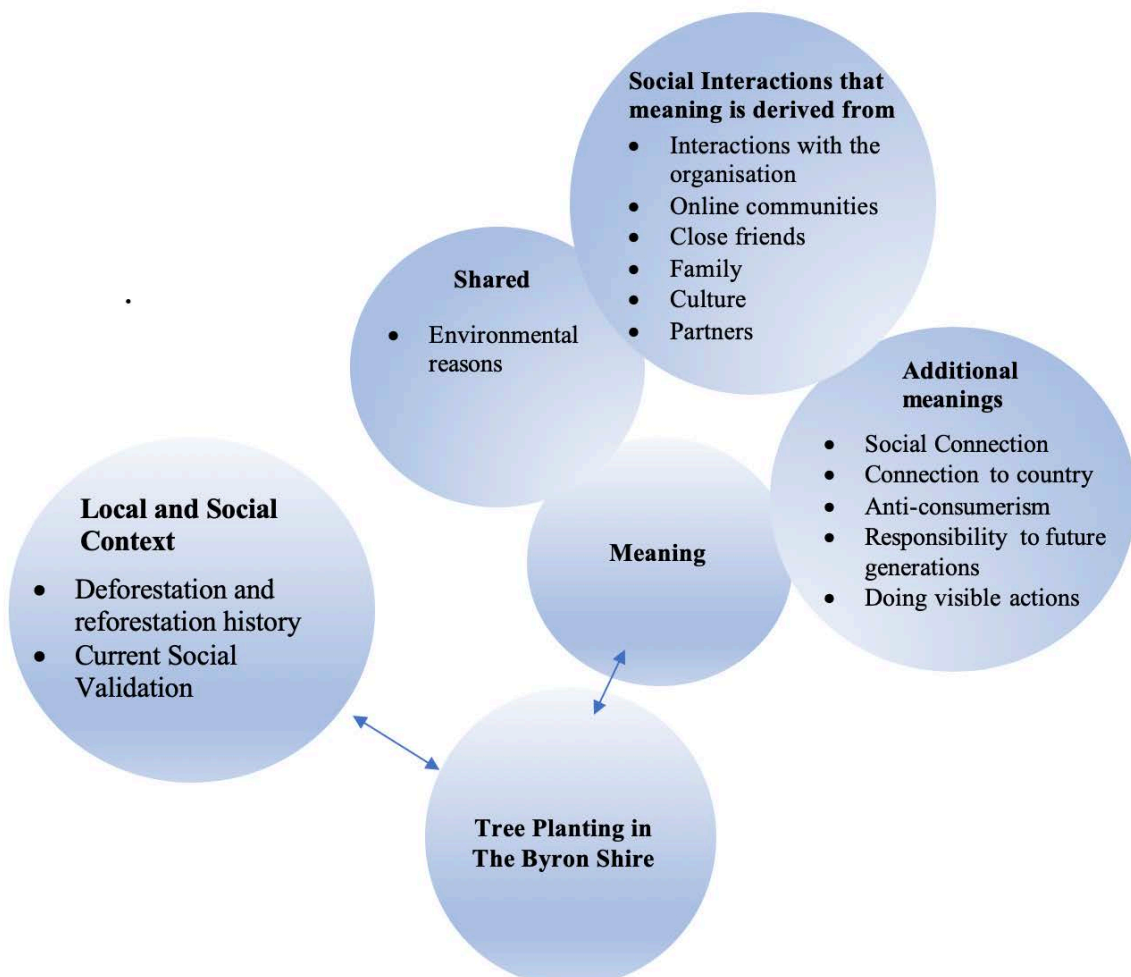 Social Interactions that
meaning is derived from
• Interactions with the
organisation
• Online communities
• Close friends
• Family
• Culture
• Partners
Shared
• Environmental
reasons
Additional
meanings
• Social Connection
• Connection to country
• Anti-consumerism
• Responsibility to future
generations
• Doing visible actions
Local and Social
Context
• Deforestation and
reforestation history
• Current Social
Validation
Meaning
Tree Planting in
The Byron Shire